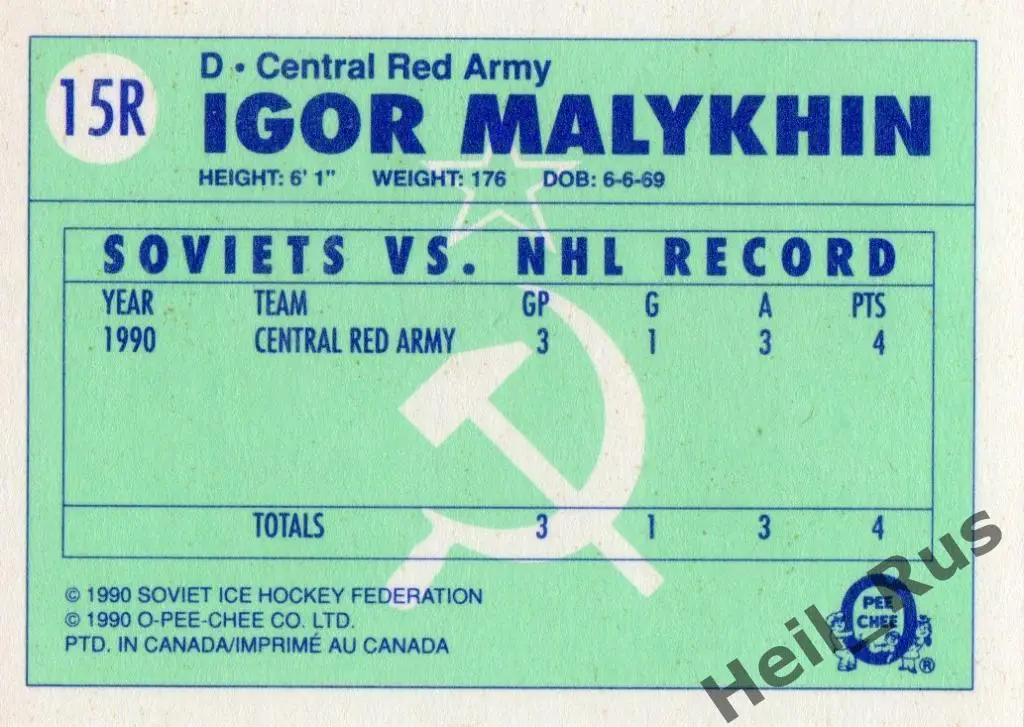 15R
D • Central Red Army
IGOR MALYKHIN
HEIGHT: 6' 1" WEIGHT: 176 DOB: 6-6-69
SOVIETS VS. NHL RECORD
YEAR TEAM GP G A PTS
1990 CENTRAL RED ARMY 3 1 3 4
TOTALS 3 1 3 4
© 1990 SOVIET ICE HOCKEY FEDERATION
© 1990 O-PEE-CHEE CO. LTD.
PTD. IN CANADA/IMPRIMÉ AU CANADA
PEE
CHEE
®
Heil_Rus